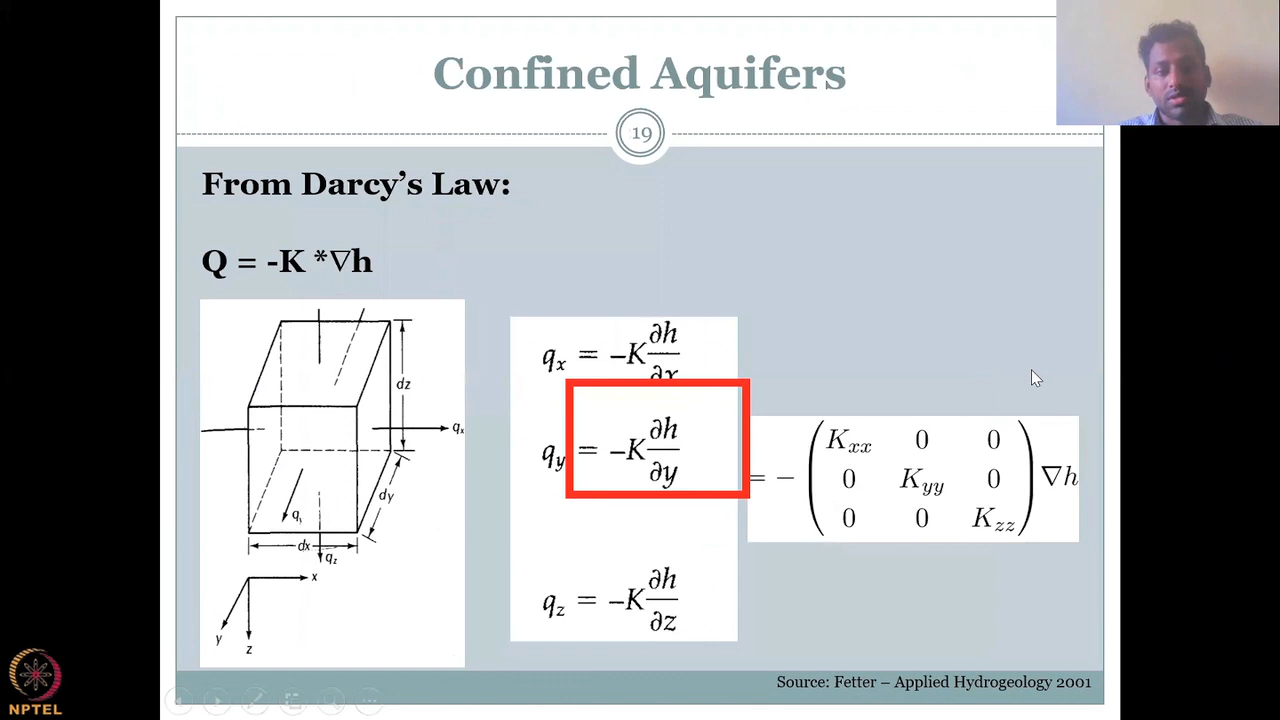 Confined Aquifers
19
From Darcy's Law:
Q = -K *∇h
dz
qx
dy
dx
qz
x
y
z
qx = −K ∂h/∂x
qy = −K ∂h/∂y
qz = −K ∂h/∂z
= − (Kxx 0 0
0 Kyy 0
0 0 Kzz) ∇h
Source: Fetter – Applied Hydrogeology 2001
NPTEL